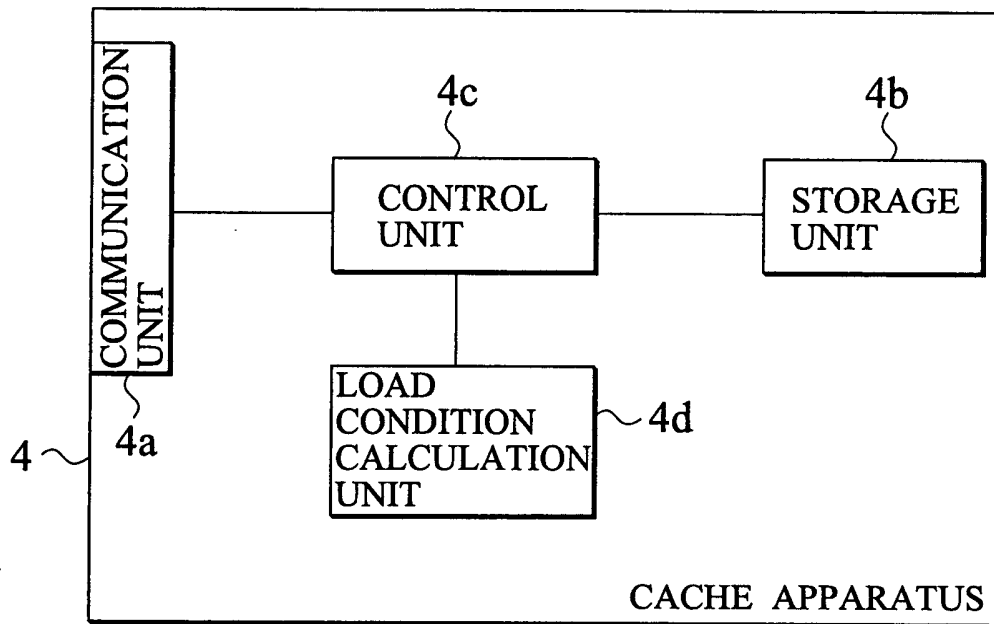 4c
4b
COMMUNICATION
UNIT
CONTROL
UNIT
STORAGE
UNIT
4a
LOAD
CONDITION
CALCULATION
UNIT
4d
4
CACHE APPARATUS